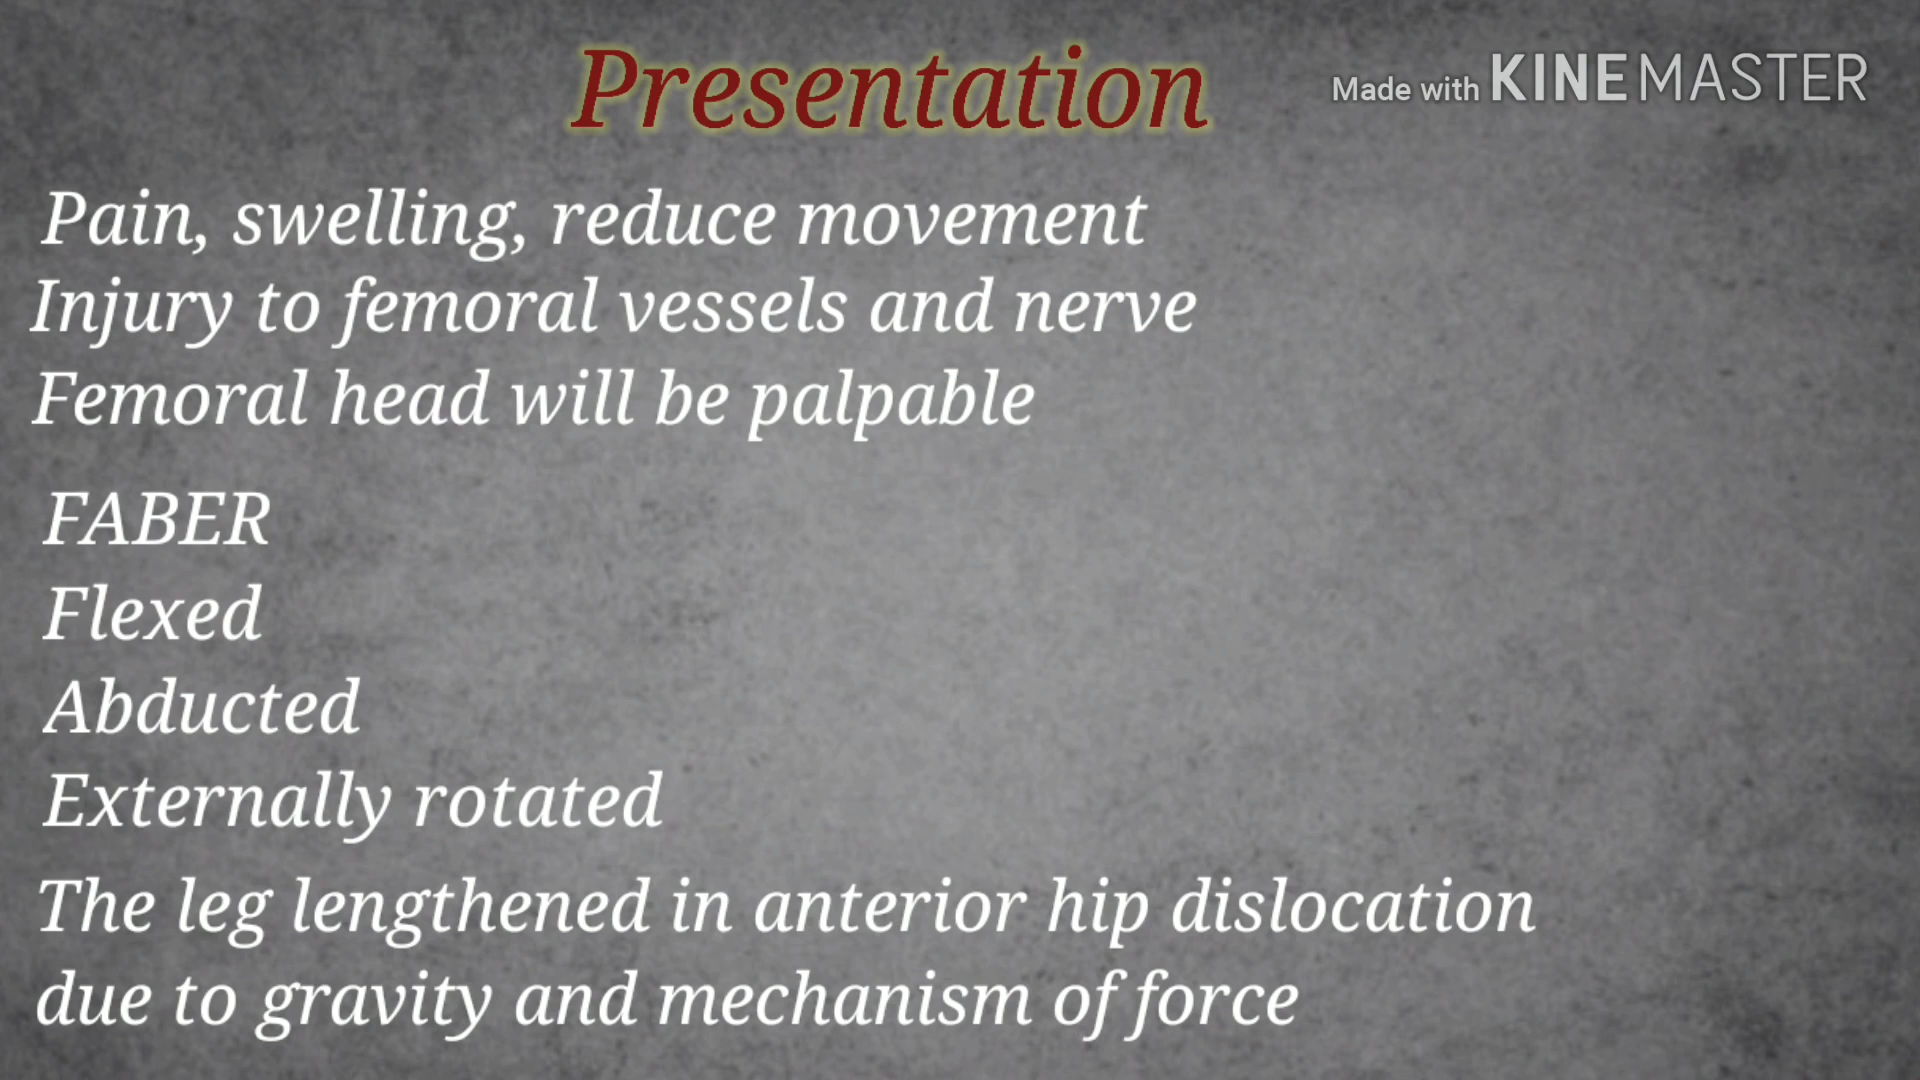 Presentation
Made with KINEMASTER
Pain, swelling, reduce movement
Injury to femoral vessels and nerve
Femoral head will be palpable
FABER
Flexed
Abducted
Externally rotated
The leg lengthened in anterior hip dislocation
due to gravity and mechanism of force